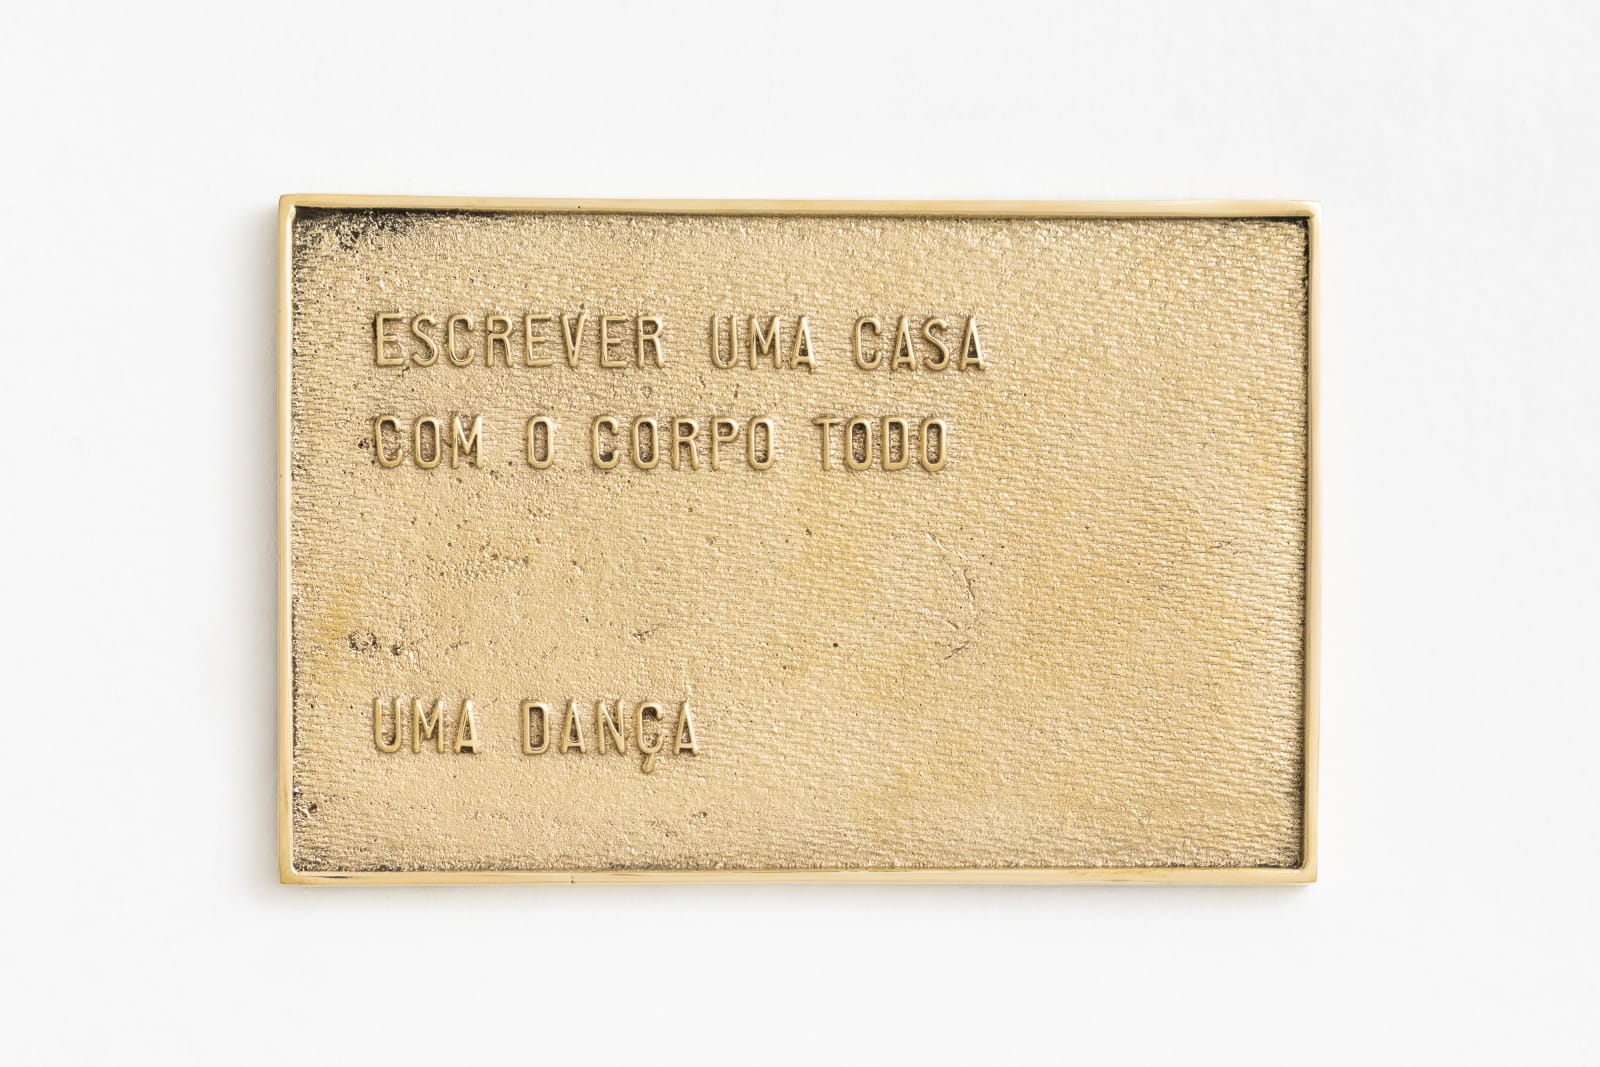 ESCREVER UMA CASA
COM O CORPO TODO
UMA DANÇA